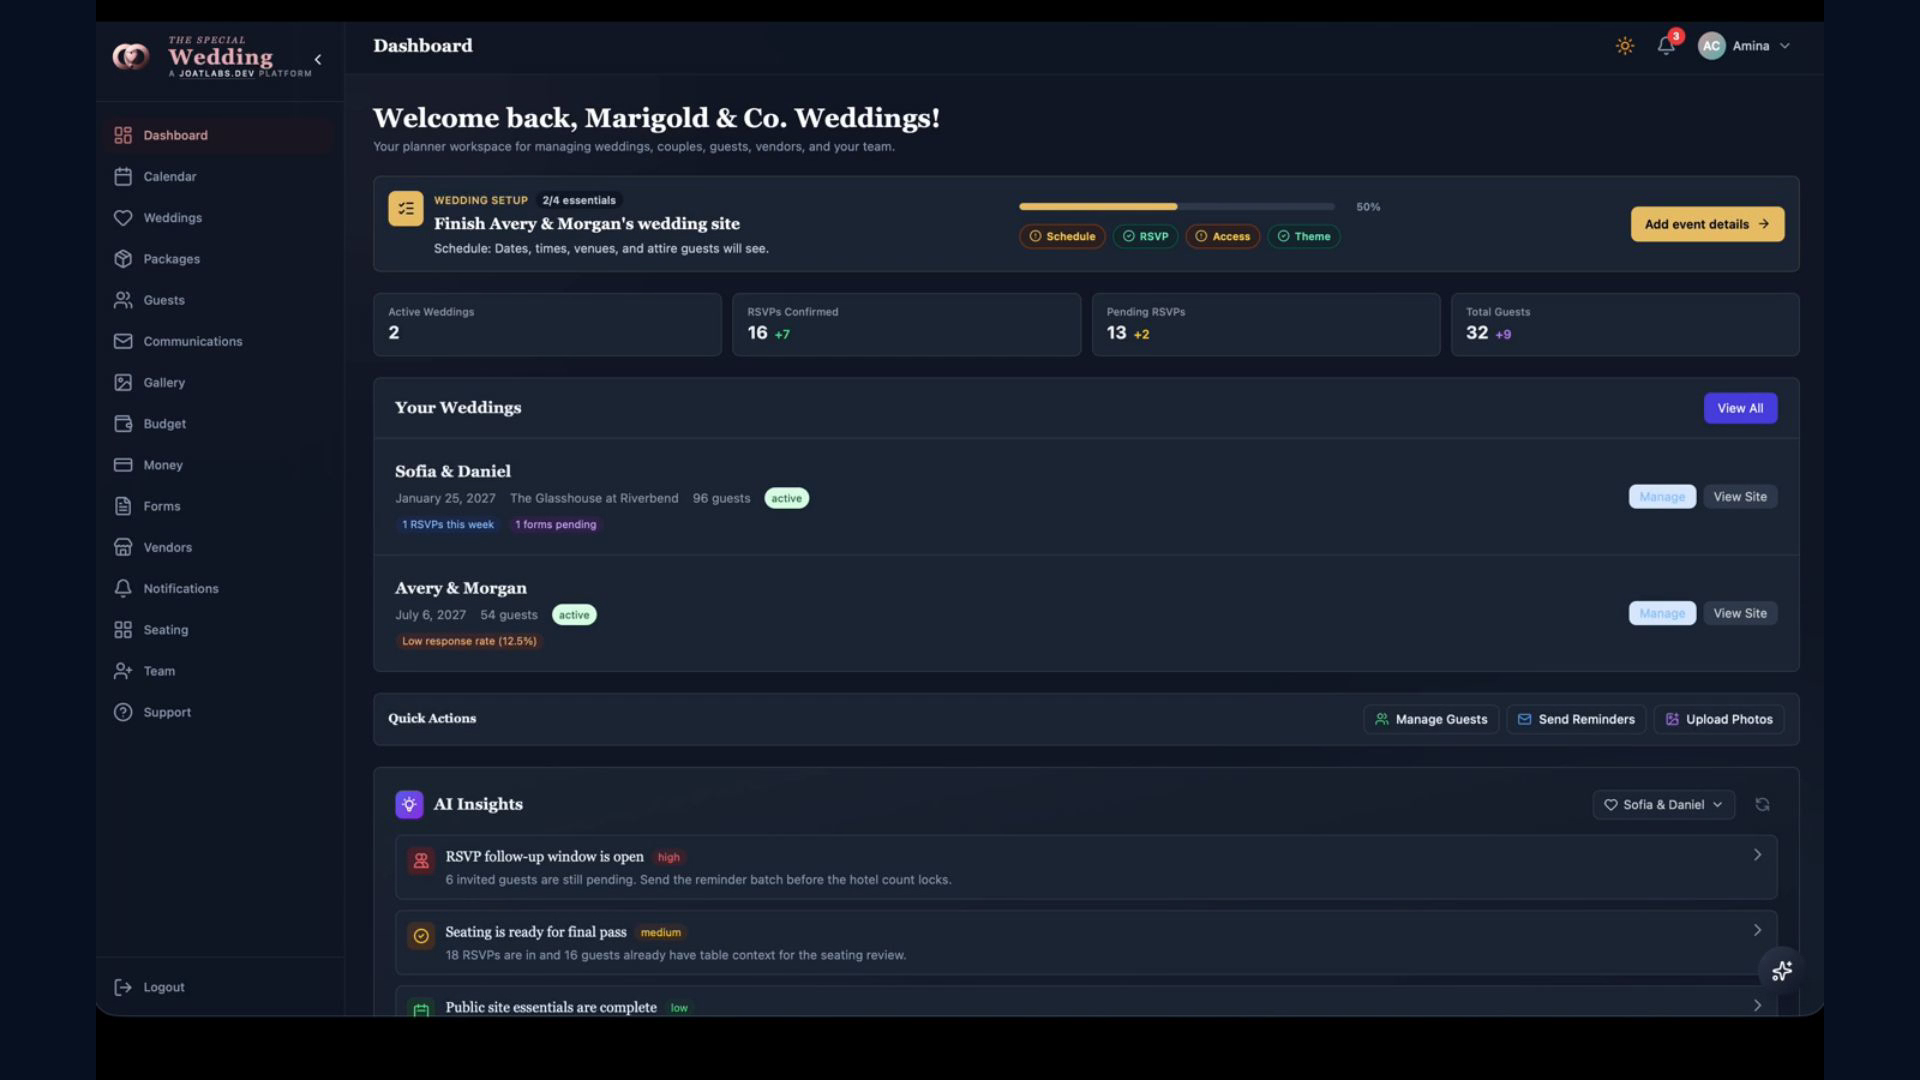 THE SPECIAL
Wedding
A JOATLABS.DEV PLATFORM
Dashboard
3
AC
Amina
Dashboard
Calendar
Weddings
Packages
Guests
Communications
Gallery
Budget
Money
Forms
Vendors
Notifications
Seating
Team
Support
Logout
Welcome back, Marigold & Co. Weddings!
Your planner workspace for managing weddings, couples, guests, vendors, and your team.
WEDDING SETUP 2/4 essentials
Finish Avery & Morgan's wedding site
Schedule: Dates, times, venues, and attire guests will see.
50%
Schedule RSVP Access Theme
Add event details
Active Weddings
2
RSVPs Confirmed
16 +7
Pending RSVPs
13 +2
Total Guests
32 +9
Your Weddings
View All
Sofia & Daniel
January 25, 2027 The Glasshouse at Riverbend 96 guests active
1 RSVPs this week 1 forms pending
Manage View Site
Avery & Morgan
July 6, 2027 54 guests active
Low response rate (12.5%)
Manage View Site
Quick Actions
Manage Guests Send Reminders Upload Photos
AI Insights
Sofia & Daniel
RSVP follow-up window is open high
6 invited guests are still pending. Send the reminder batch before the hotel count locks.
Seating is ready for final pass medium
18 RSVPs are in and 16 guests already have table context for the seating review.
Public site essentials are complete low